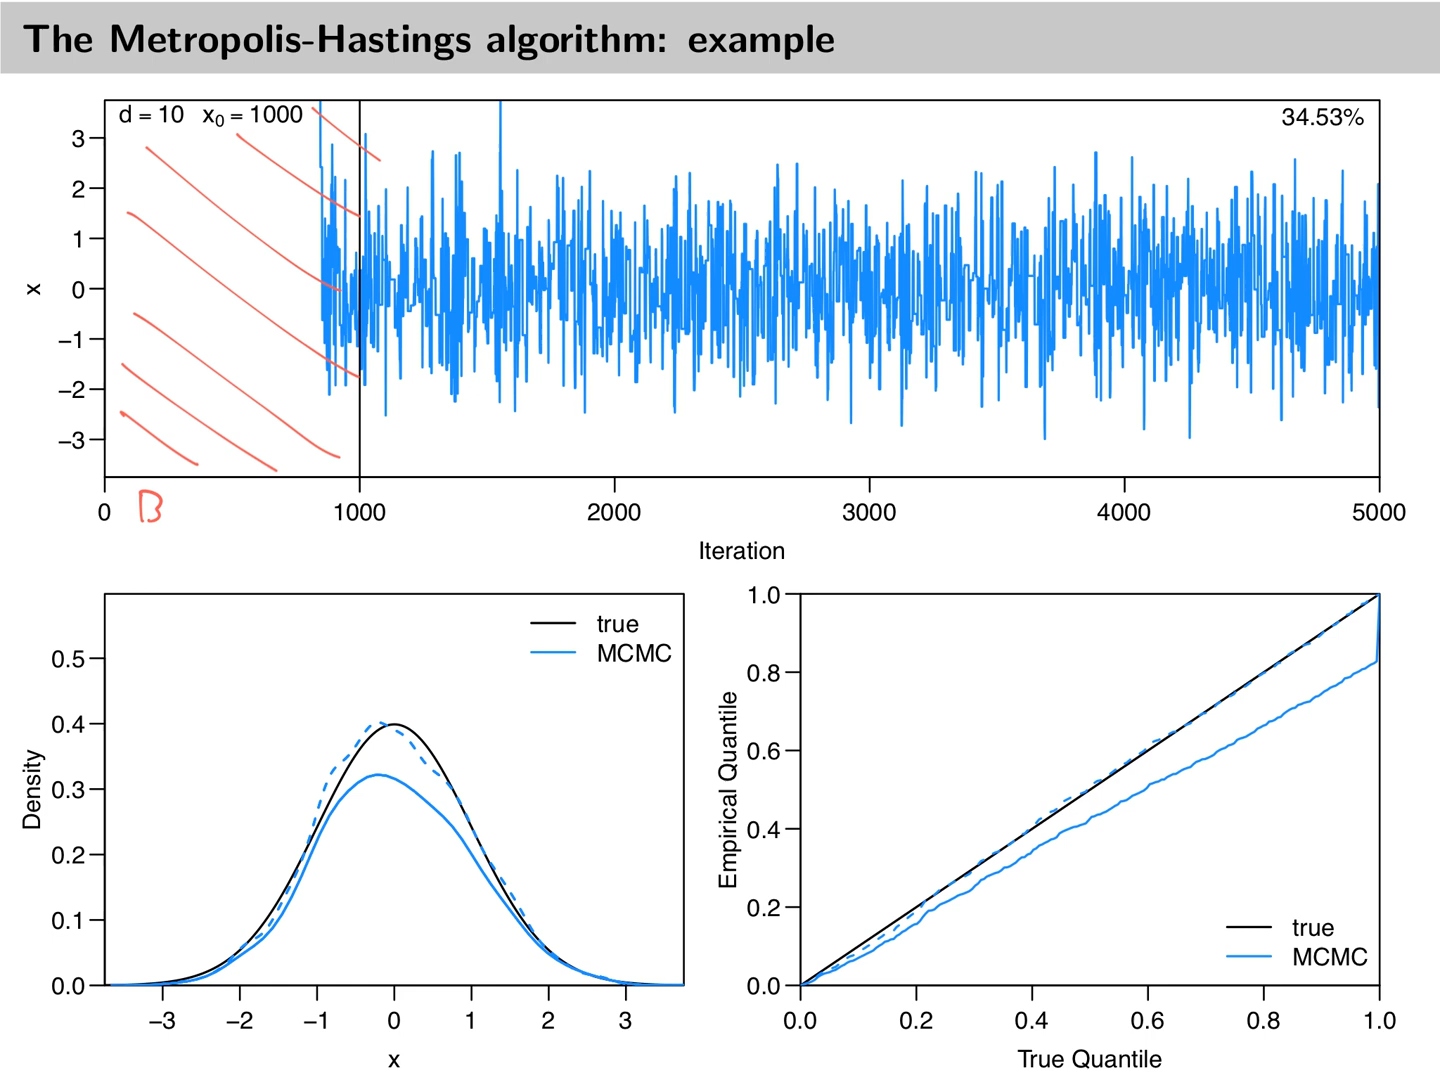 The Metropolis-Hastings algorithm: example
d = 10 x₀ = 1000
34.53%
3
2
1
0
−1
−2
−3
x
0 1000 2000 3000 4000 5000
B
Iteration
true
MCMC
0.5
0.4
0.3
0.2
0.1
0.0
Density
−3 −2 −1 0 1 2 3
x
1.0
0.8
0.6
0.4
0.2
0.0
Empirical Quantile
true
MCMC
0.0 0.2 0.4 0.6 0.8 1.0
True Quantile